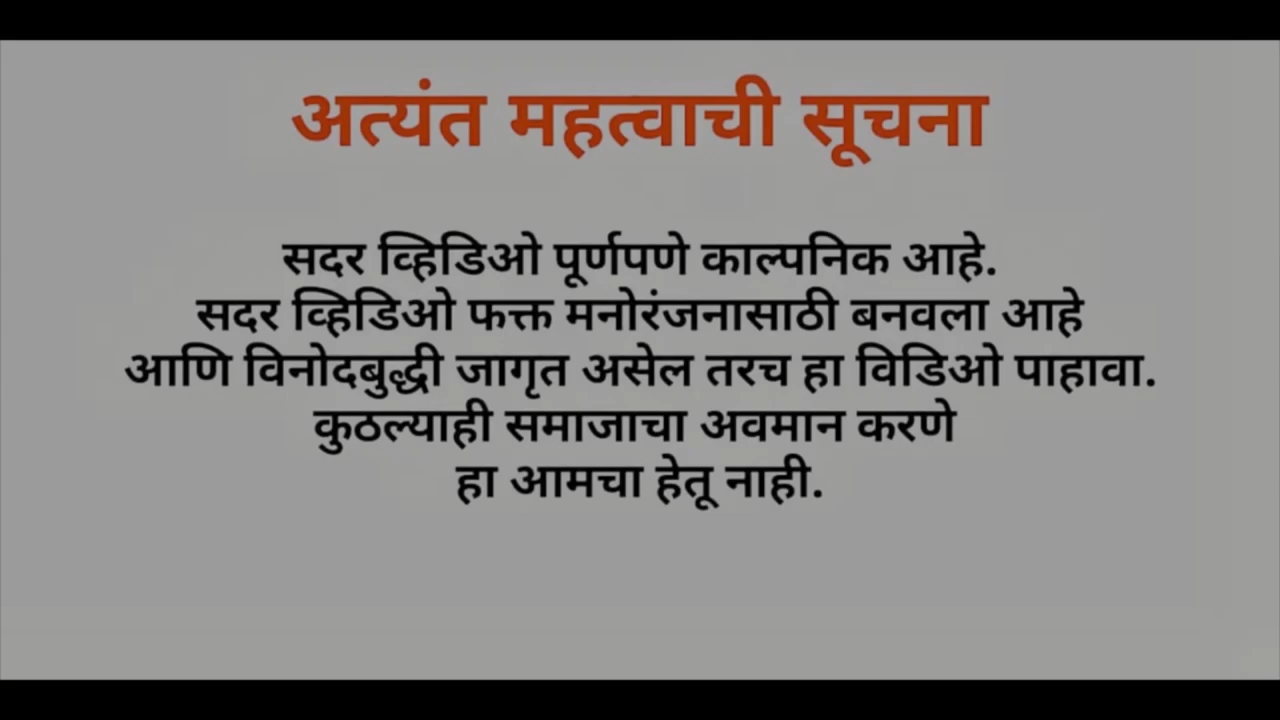 अत्यंत महत्वाची सूचना
सदर व्हिडिओ पूर्णपणे काल्पनिक आहे.
सदर व्हिडिओ फक्त मनोरंजनासाठी बनवला आहे
आणि विनोदबुद्धी जागृत असेल तरच हा विडिओ पाहावा.
कुठल्याही समाजाचा अवमान करणे
हा आमचा हेतू नाही.